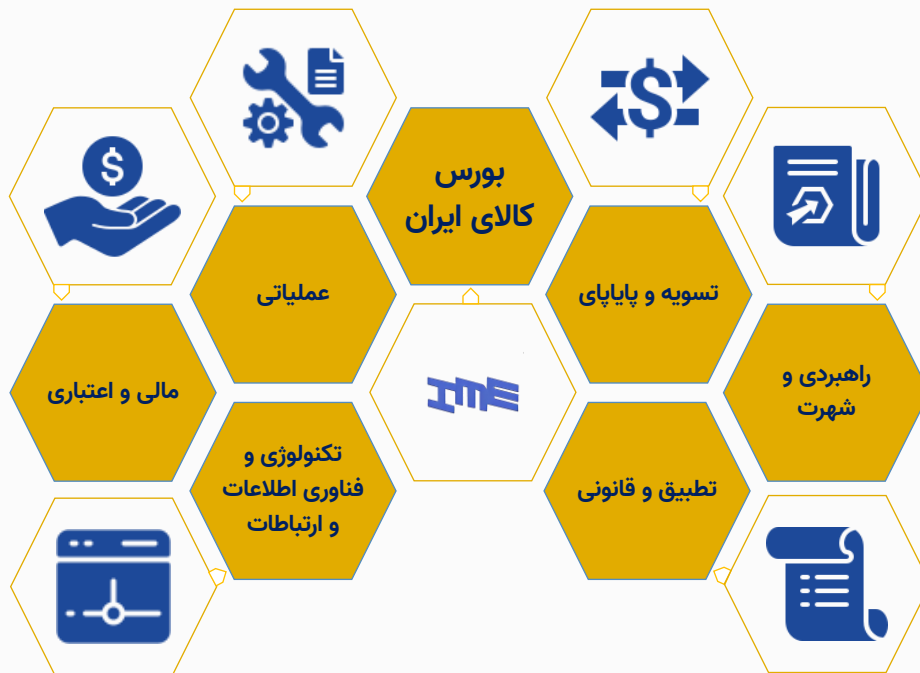 بورس
کالای ایران
تسویه و پایاپای
عملیاتی
راهبردی و
شهرت
مالی و اعتباری
IME
تطبیق و قانونی
تکنولوژی و
فناوری اطلاعات
و ارتباطات